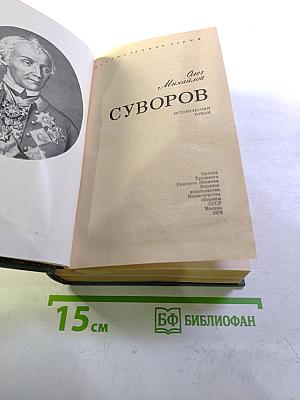 Олег
Михайлов
СУВОРОВ
ИСТОРИЧЕСКИЙ
РОМАН
Ордена
Трудового
Красного Знамени
Военное
издательство
Министерства
обороны
СССР
Москва
15 см
БФ БИБЛИОФАН